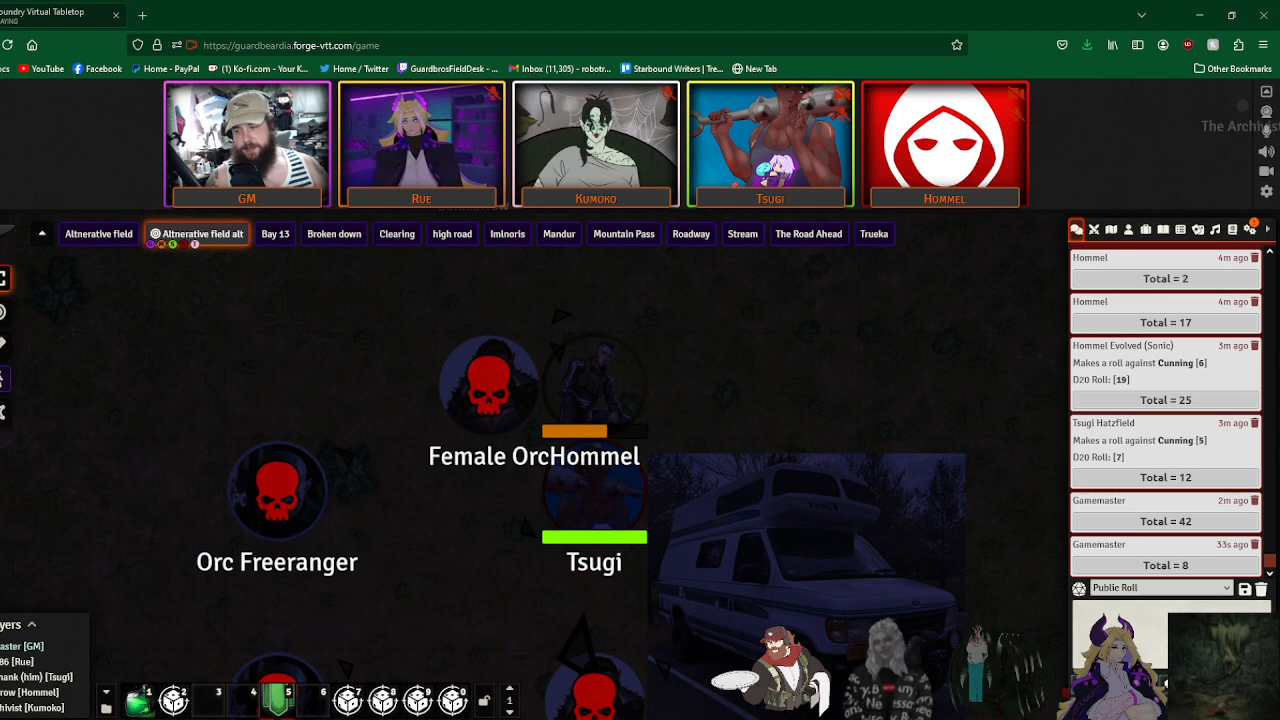 oundry Virtual Tabletop
AYING
https://guardbeardia.forge-vtt.com/game
cs YouTube Facebook Home - PayPal Ko-fi.com - Your K... Home / Twitter GuardbrosFieldDesk - ... Inbox (11,305) - robotr... Starbound Writers | Tre... New Tab Other Bookmarks
The Archivis
GM
RUE
KUMOKO
TSUGI
HOMMEL
Altnerative field Altnerative field alt Bay 13 Broken down Clearing high road Imlnoris Mandur Mountain Pass Roadway Stream The Road Ahead Trueka
G M S I
Hommel 4m ago
Total = 2
Hommel 4m ago
Total = 17
Hommel Evolved (Sonic) 3m ago
Makes a roll against Cunning [6]
D20 Roll: [19]
Total = 25
Tsugi Hatzfield 3m ago
Makes a roll against Cunning [5]
D20 Roll: [7]
Total = 12
Gamemaster 2m ago
Total = 42
Gamemaster 33s ago
Total = 8
Public Roll
Female Orc Hommel
Orc Freeranger
Tsugi
yers
aster [GM]
86 [Rue]
hank (him) [Tsugi]
row [Hommel]
hivist [Kumoko]
1 2 3 4 5 6 7 8 9 0
1